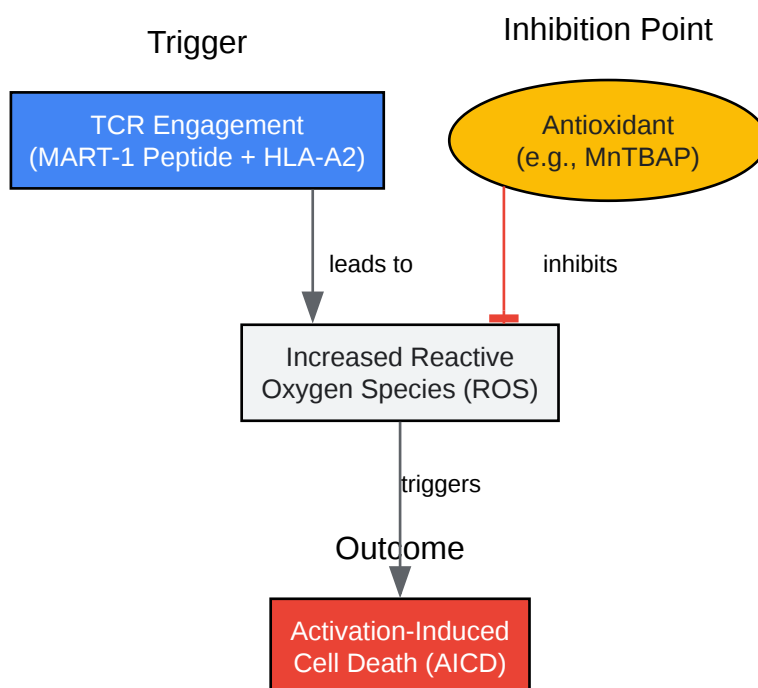 Trigger
Inhibition Point
TCR Engagement
(MART-1 Peptide + HLA-A2)
Antioxidant
(e.g., MnTBAP)
leads to
inhibits
Increased Reactive
Oxygen Species (ROS)
triggers
Outcome
Activation-Induced
Cell Death (AICD)